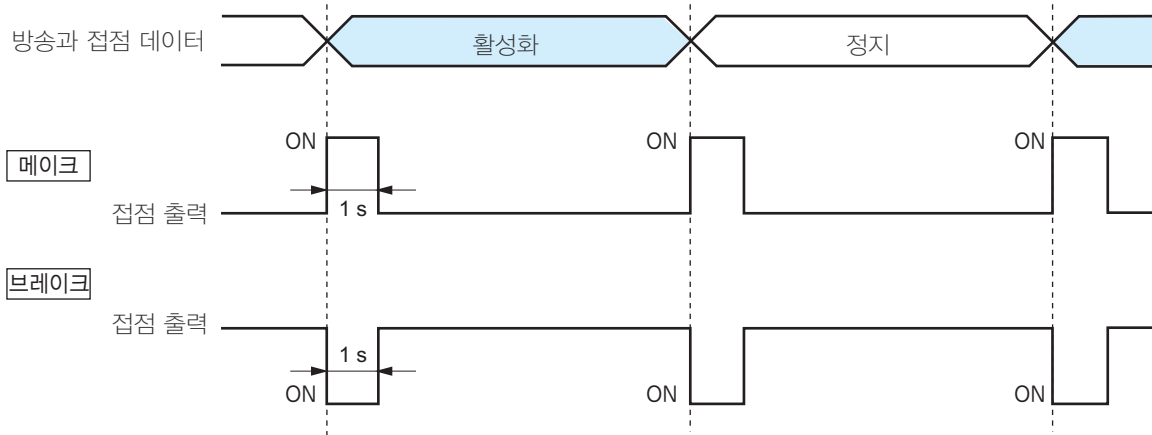 방송과 접점 데이터
활성화
정지
ON
ON
ON
메이크
1 s
접점 출력
브레이크
접점 출력
1 s
ON
ON
ON